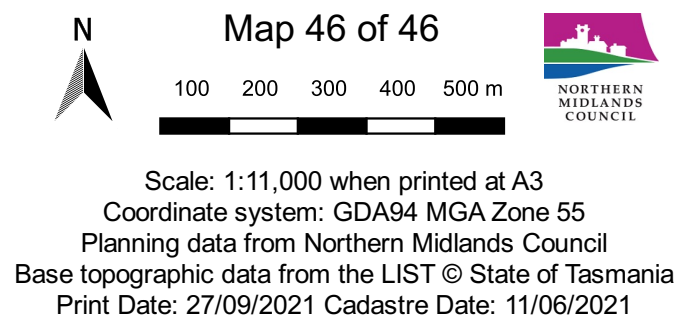 N
Map 46 of 46
100 200 300 400 500 m
NORTHERN
MIDLANDS
COUNCIL
Scale: 1:11,000 when printed at A3
Coordinate system: GDA94 MGA Zone 55
Planning data from Northern Midlands Council
Base topographic data from the LIST © State of Tasmania
Print Date: 27/09/2021 Cadastre Date: 11/06/2021